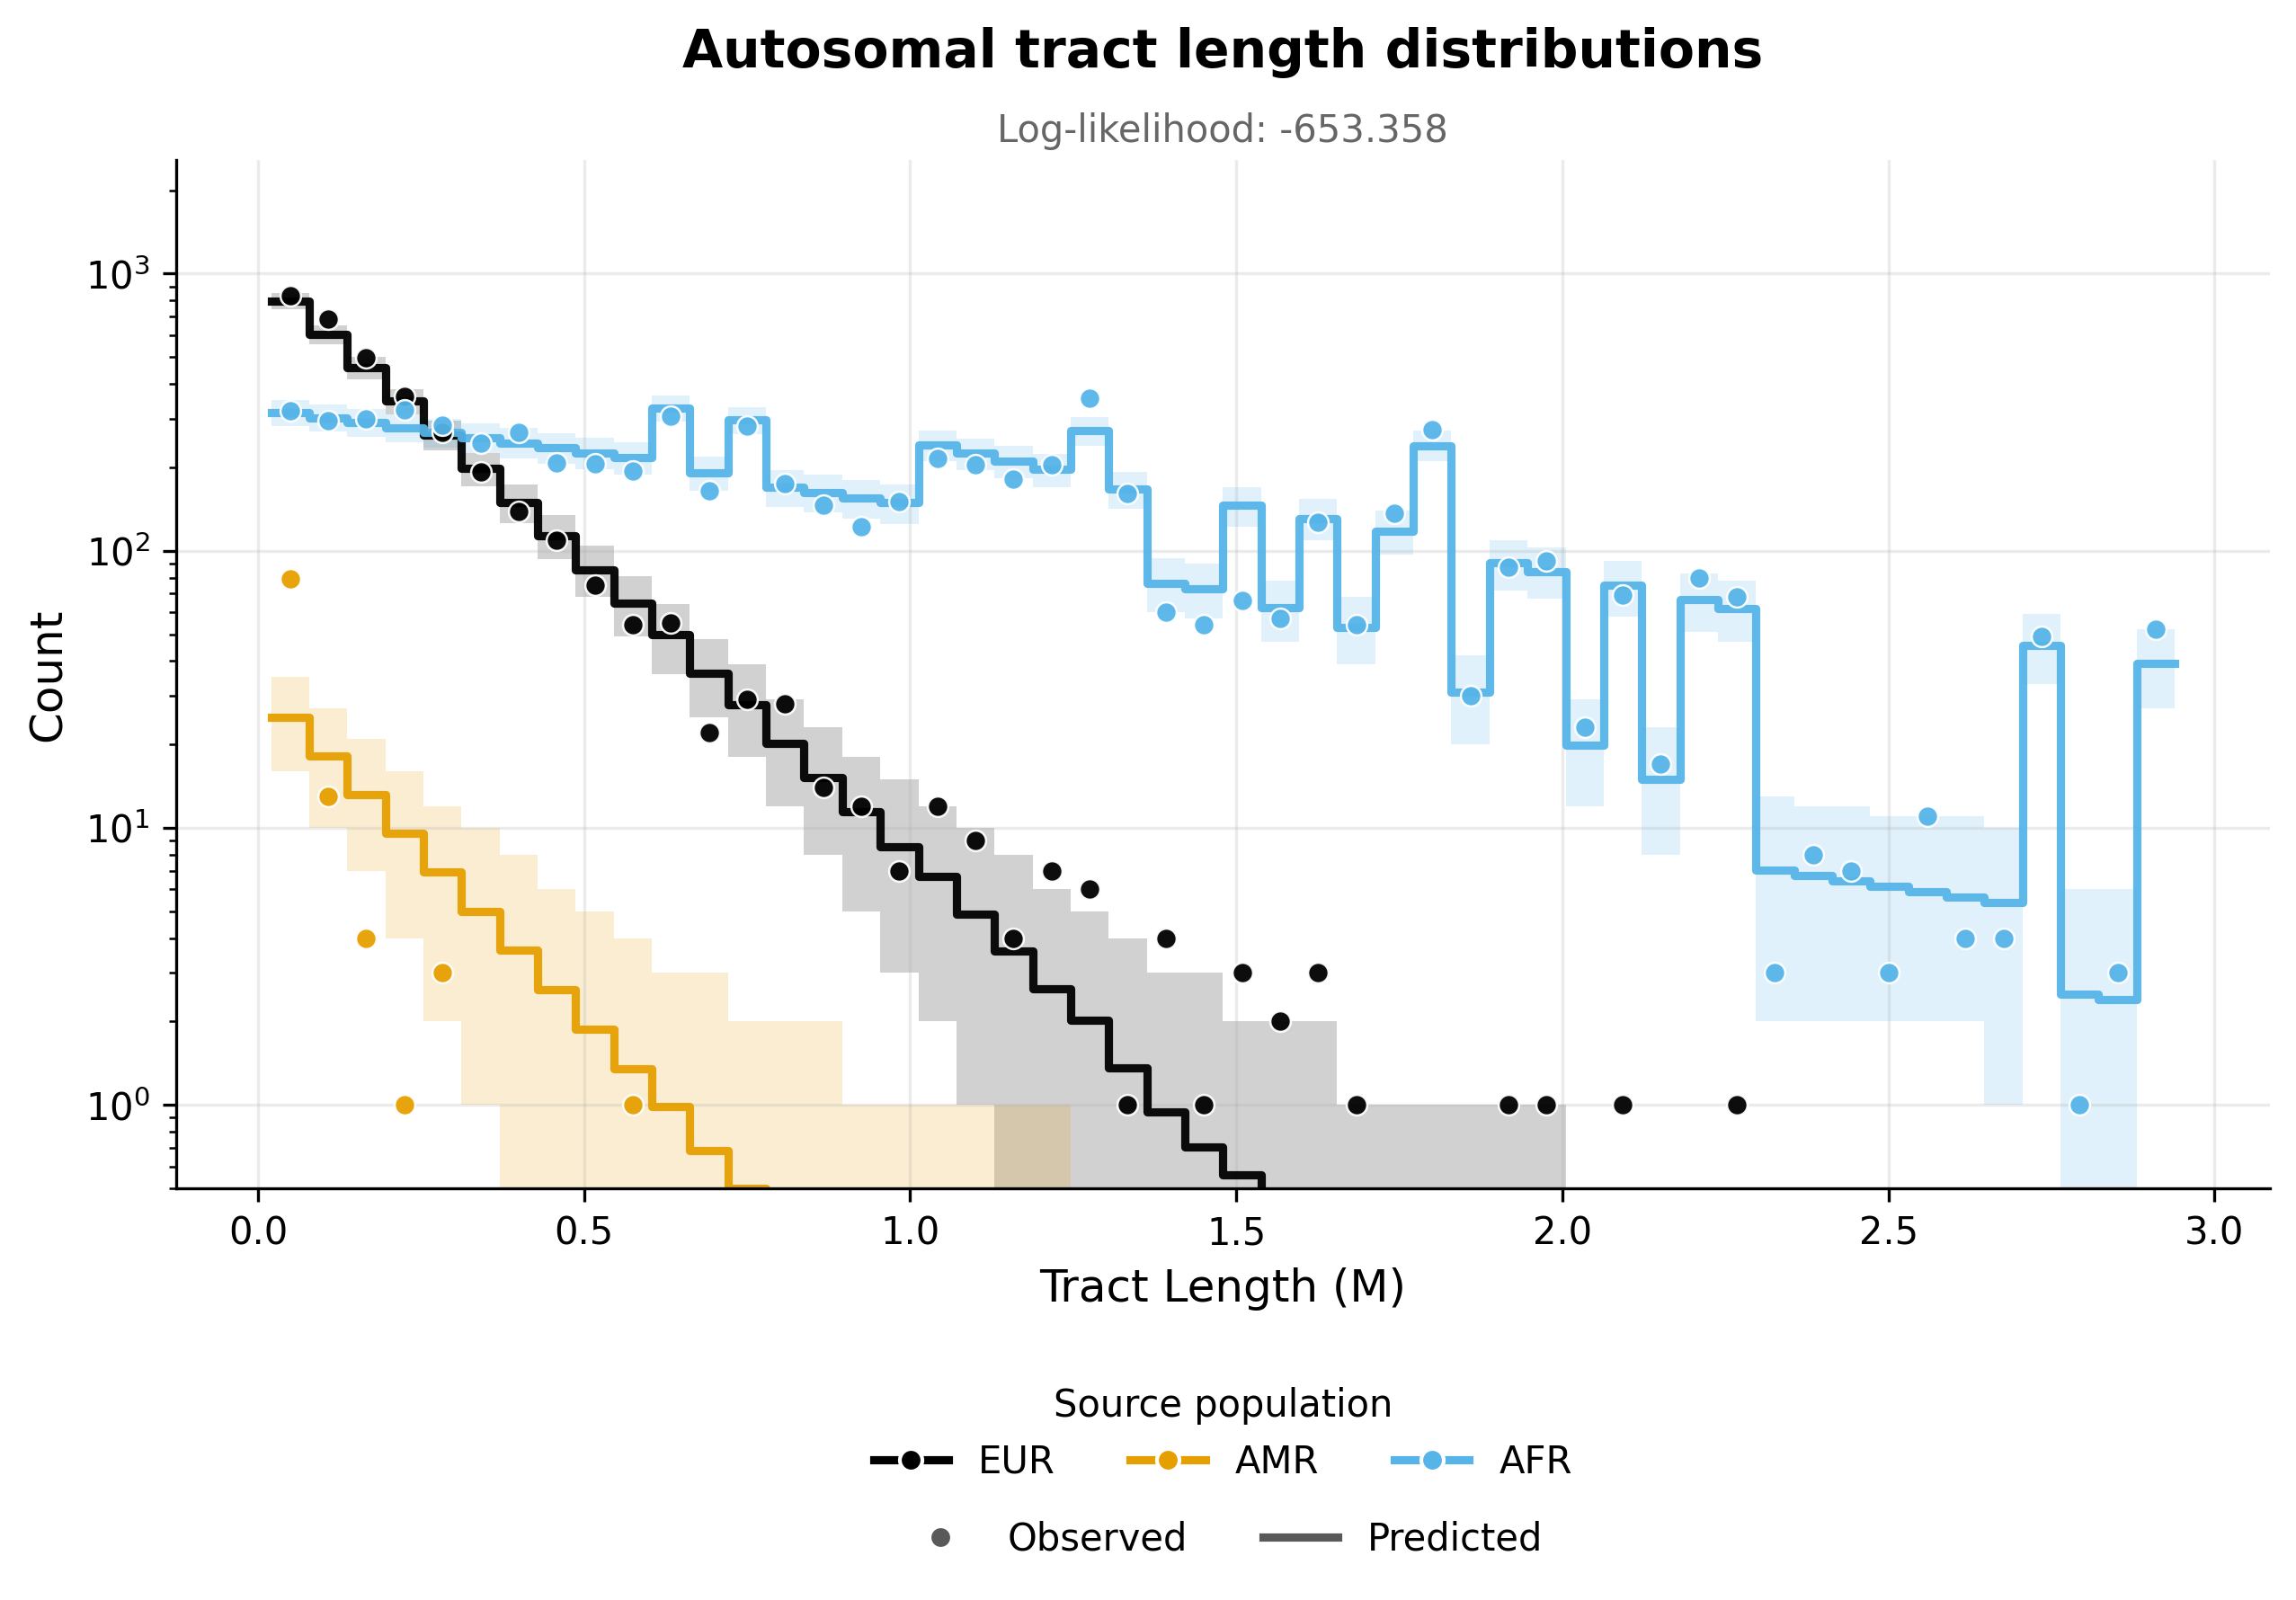 Autosomal tract length distributions
Log-likelihood: -653.358
10³
10²
10¹
10⁰
Count
0.0 0.5 1.0 1.5 2.0 2.5 3.0
Tract Length (M)
Source population
EUR AMR AFR
Observed Predicted